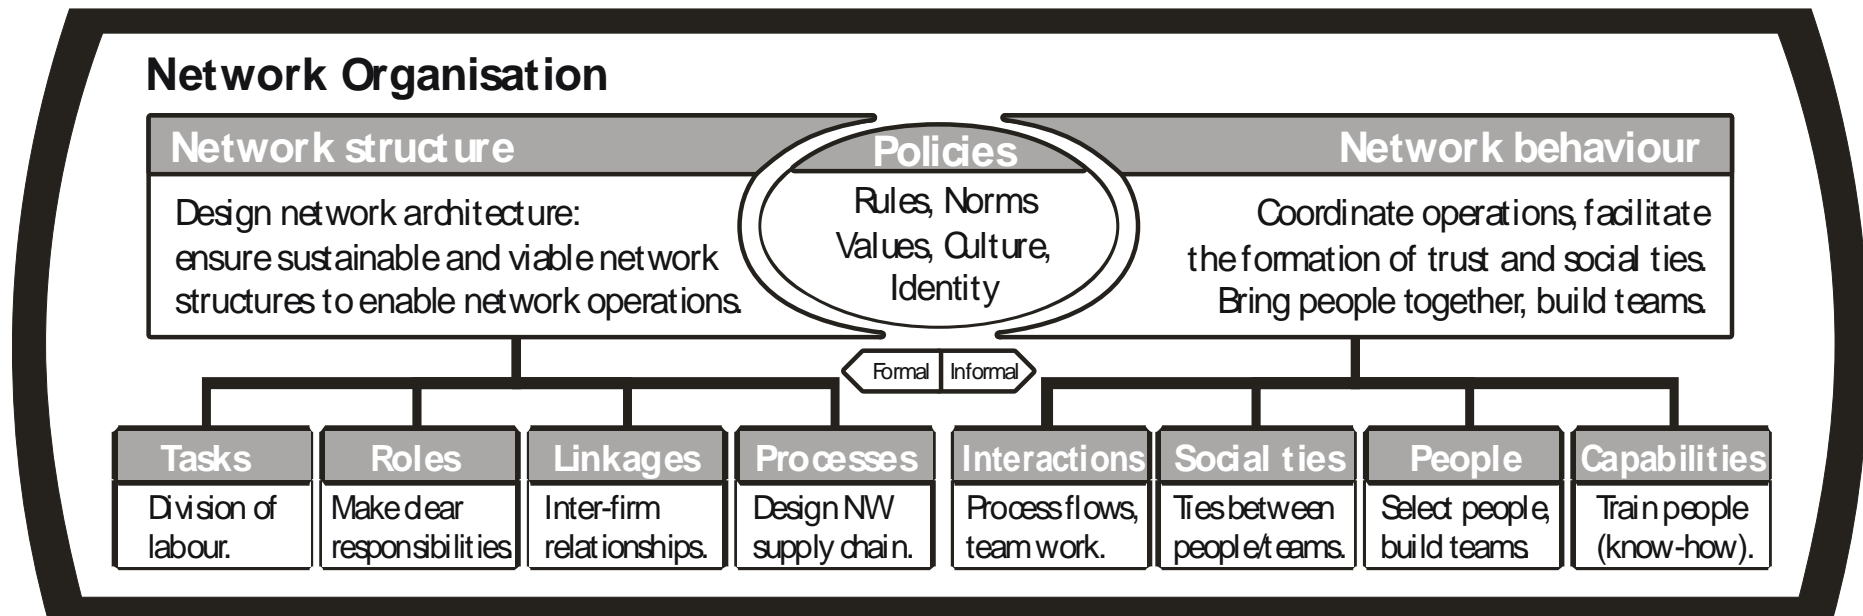 Network Organisation
Network structure
Policies
Network behaviour
Design network architecture:
ensure sustainable and viable network
structures to enable network operations.
Rules, Norms
Values, Culture,
Identity
Coordinate operations, facilitate
the formation of trust and social ties.
Bring people together, build teams.
Formal
Informal
Tasks
Division of
labour.
Roles
Make clear
responsibilities.
Linkages
Inter-firm
relationships.
Processes
Design NW
supply chain.
Interactions
Process flows,
team work.
Social ties
Ties between
people/teams.
People
Select people,
build teams.
Capabilities
Train people
(know-how).